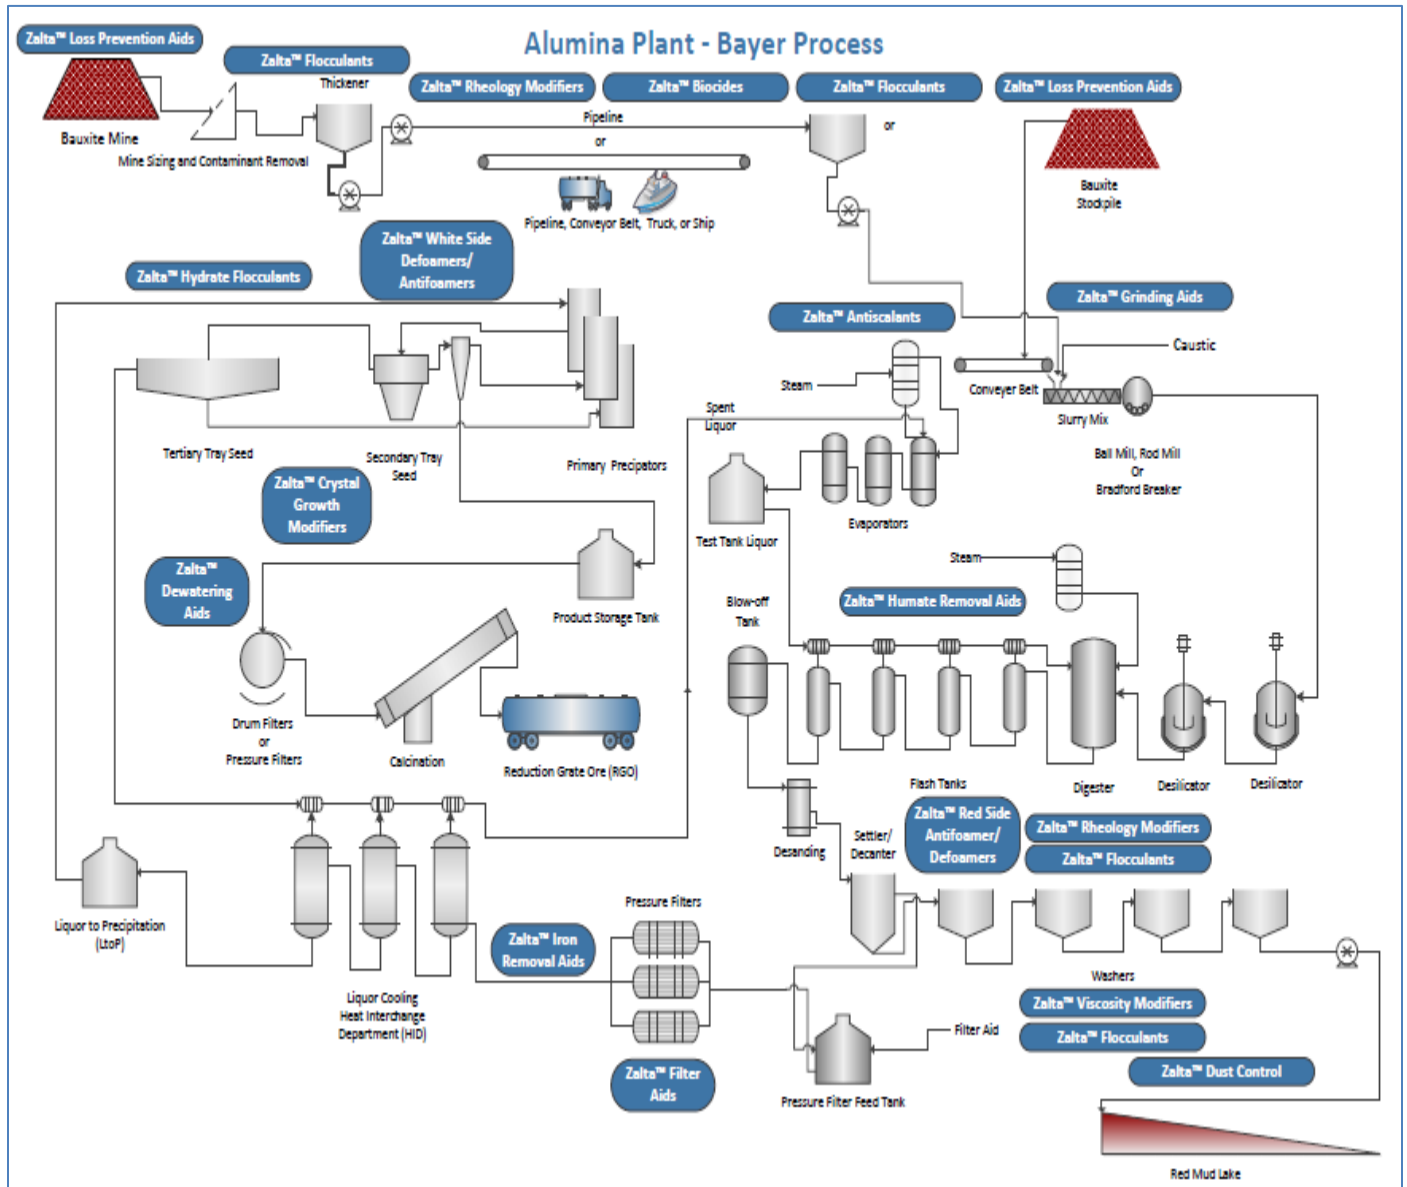 Alumina Plant - Bayer Process
Zalta™ Loss Prevention Aids
Zalta™ Flocculants
Thickener
Zalta™ Rheology Modifiers
Zalta™ Biocides
Zalta™ Flocculants
Zalta™ Loss Prevention Aids
Bauxite Mine
Mine Sizing and Contaminant Removal
Pipeline
or
Pipeline, Conveyor Belt, Truck, or Ship
or
Bauxite
Stockpile
Zalta™ Hydrate Flocculants
Zalta™ White Side
Defoamers/
Antifoamers
Zalta™ Antiscalants
Zalta™ Grinding Aids
Caustic
Steam
Conveyer Belt
Slurry Mix
Spent
Liquor
Tertiary Tray Seed
Secondary Tray
Seed
Primary Precipators
Ball Mill, Rod Mill
Or
Bradford Breaker
Zalta™ Crystal
Growth
Modifiers
Evaporators
Test Tank Liquor
Steam
Zalta™
Dewatering
Aids
Product Storage Tank
Blow-off
Tank
Zalta™ Humate Removal Aids
Drum Filters
or
Pressure Filters
Calcination
Reduction Grate Ore (RGO)
Flash Tanks
Digester
Desilicator
Desilicator
Desanding
Settler/
Decanter
Zalta™ Red Side
Antifoamer/
Defoamers
Zalta™ Rheology Modifiers
Zalta™ Flocculants
Liquor to Precipitation
(LtoP)
Pressure Filters
Zalta™ Iron
Removal Aids
Liquor Cooling
Heat Interchange
Department (HID)
Washers
Zalta™ Viscosity Modifiers
Zalta™ Flocculants
Filter Aid
Zalta™ Filter
Aids
Pressure Filter Feed Tank
Zalta™ Dust Control
Red Mud Lake